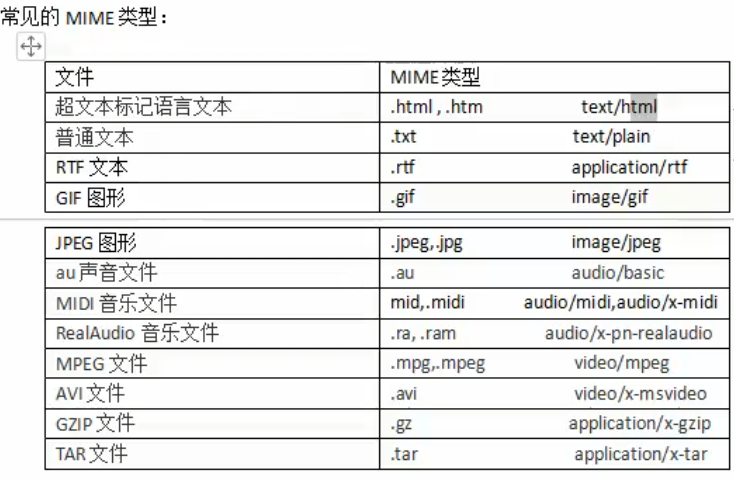 常见的 MIME 类型：
文件 MIME类型
超文本标记语言文本 .html , .htm text/html
普通文本 .txt text/plain
RTF 文本 .rtf application/rtf
GIF 图形 .gif image/gif
JPEG 图形 .jpeg,.jpg image/jpeg
au 声音文件 .au audio/basic
MIDI 音乐文件 mid,.midi audio/midi,audio/x-midi
RealAudio 音乐文件 .ra, .ram audio/x-pn-realaudio
MPEG 文件 .mpg,.mpeg video/mpeg
AVI 文件 .avi video/x-msvideo
GZIP 文件 .gz application/x-gzip
TAR 文件 .tar application/x-tar